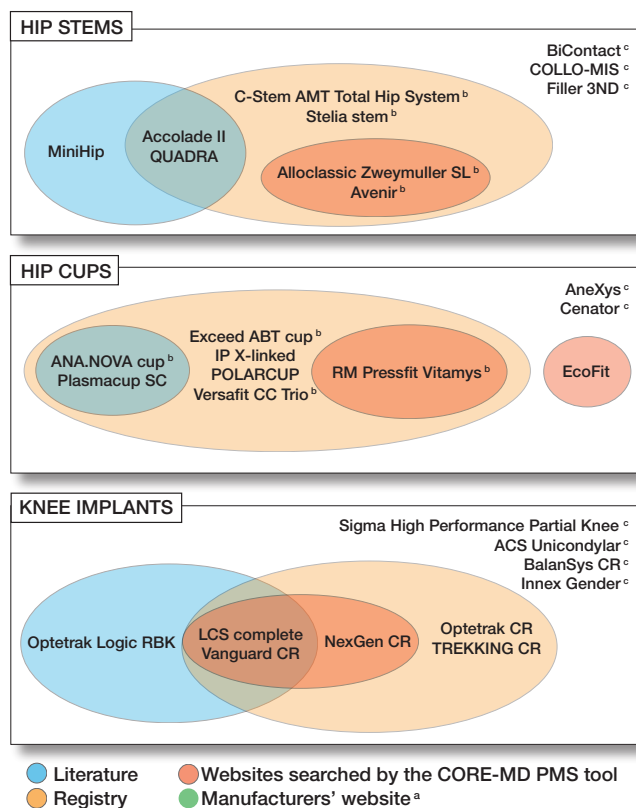 HIP STEMS
BiContact c
COLLO-MIS c
Filler 3ND c
C-Stem AMT Total Hip System b
Stelia stem b
MiniHip
Accolade II
QUADRA
Alloclassic Zweymuller SL b
Avenir b
HIP CUPS
AneXys c
Cenator c
ANA.NOVA cup b
Plasmacup SC
Exceed ABT cup b
IP X-linked
POLARCUP
Versafit CC Trio b
RM Pressfit Vitamys b
EcoFit
KNEE IMPLANTS
Sigma High Performance Partial Knee c
ACS Unicondylar c
BalanSys CR c
Innex Gender c
Optetrak Logic RBK
LCS complete
Vanguard CR
NexGen CR
Optetrak CR
TREKKING CR
Literature
Websites searched by the CORE-MD PMS tool
Registry
Manufacturers' website a